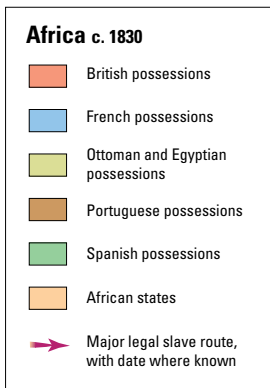 Africa c. 1830
British possessions
French possessions
Ottoman and Egyptian
possessions
Portuguese possessions
Spanish possessions
African states
Major legal slave route,
with date where known